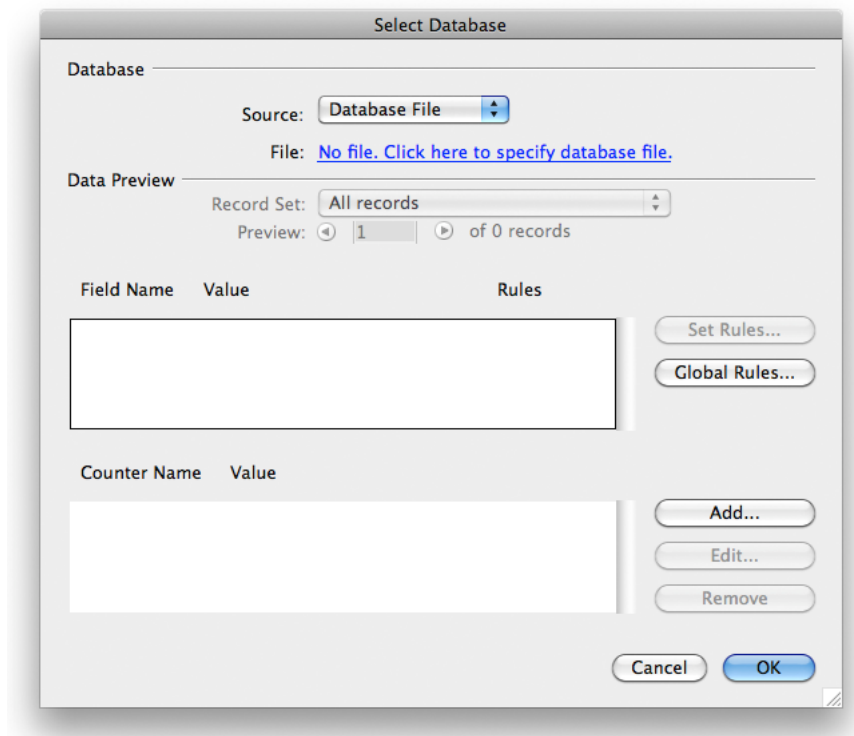 Select Database
Database
Source: Database File
File: No file. Click here to specify database file.
Data Preview
Record Set: All records
Preview: 1 of 0 records
Field Name Value Rules
Set Rules...
Global Rules...
Counter Name Value
Add...
Edit...
Remove
Cancel OK